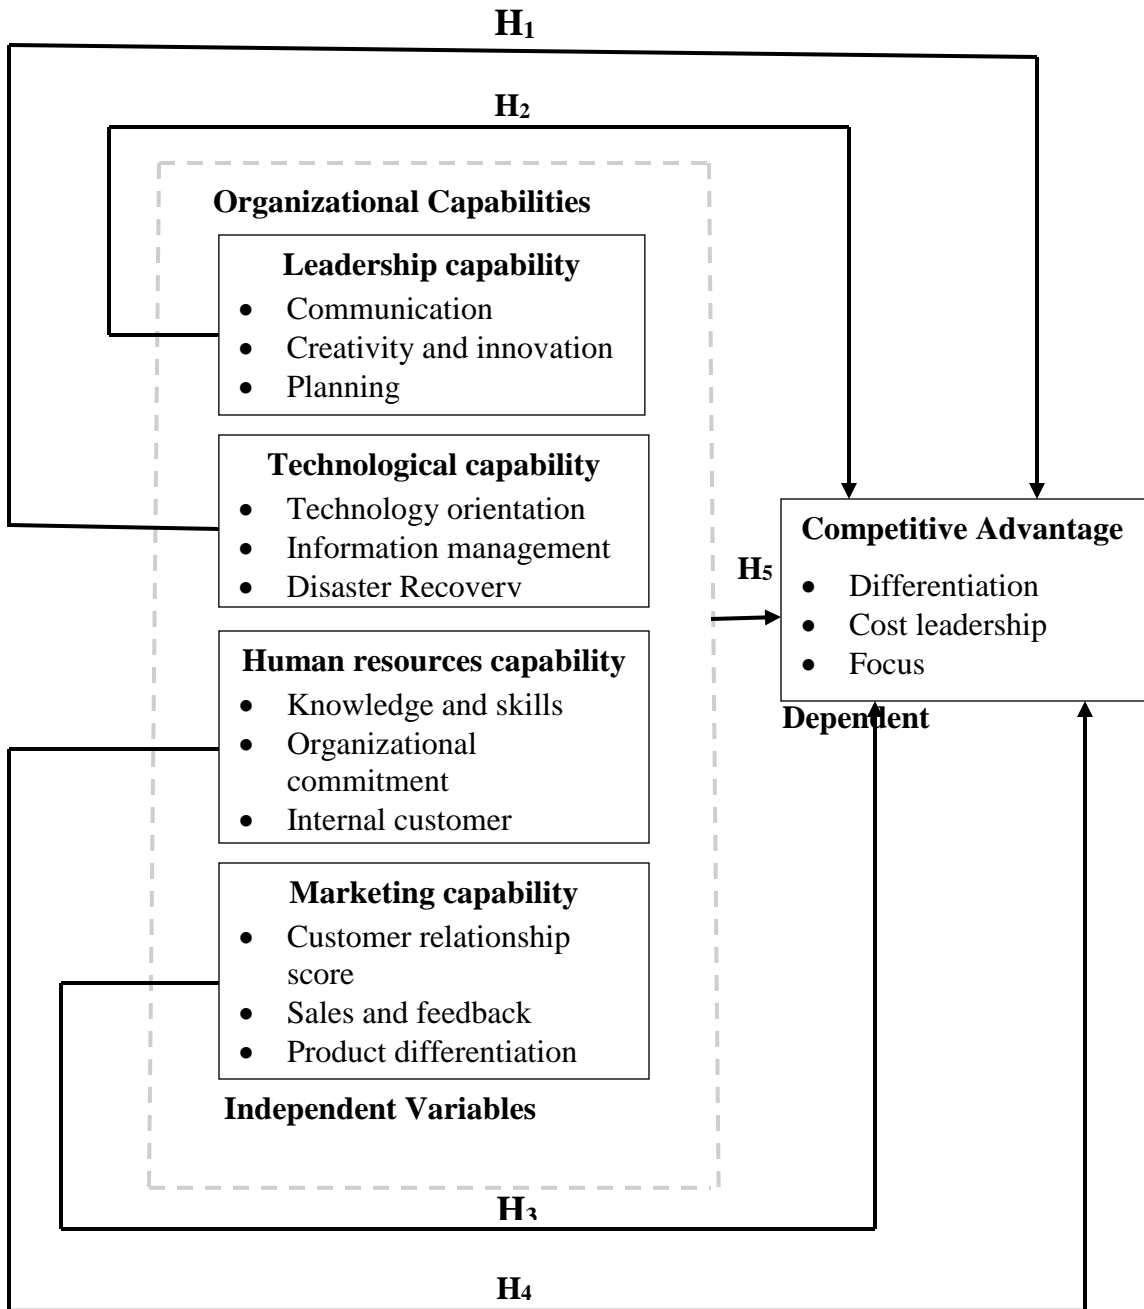 H1
H2
Organizational Capabilities
Leadership capability
• Communication
• Creativity and innovation
• Planning
Technological capability
• Technology orientation
• Information management
• Disaster Recovery
H5
Competitive Advantage
• Differentiation
• Cost leadership
• Focus
Dependent
Human resources capability
• Knowledge and skills
• Organizational
commitment
• Internal customer
Marketing capability
• Customer relationship
score
• Sales and feedback
• Product differentiation
Independent Variables
H3
H4